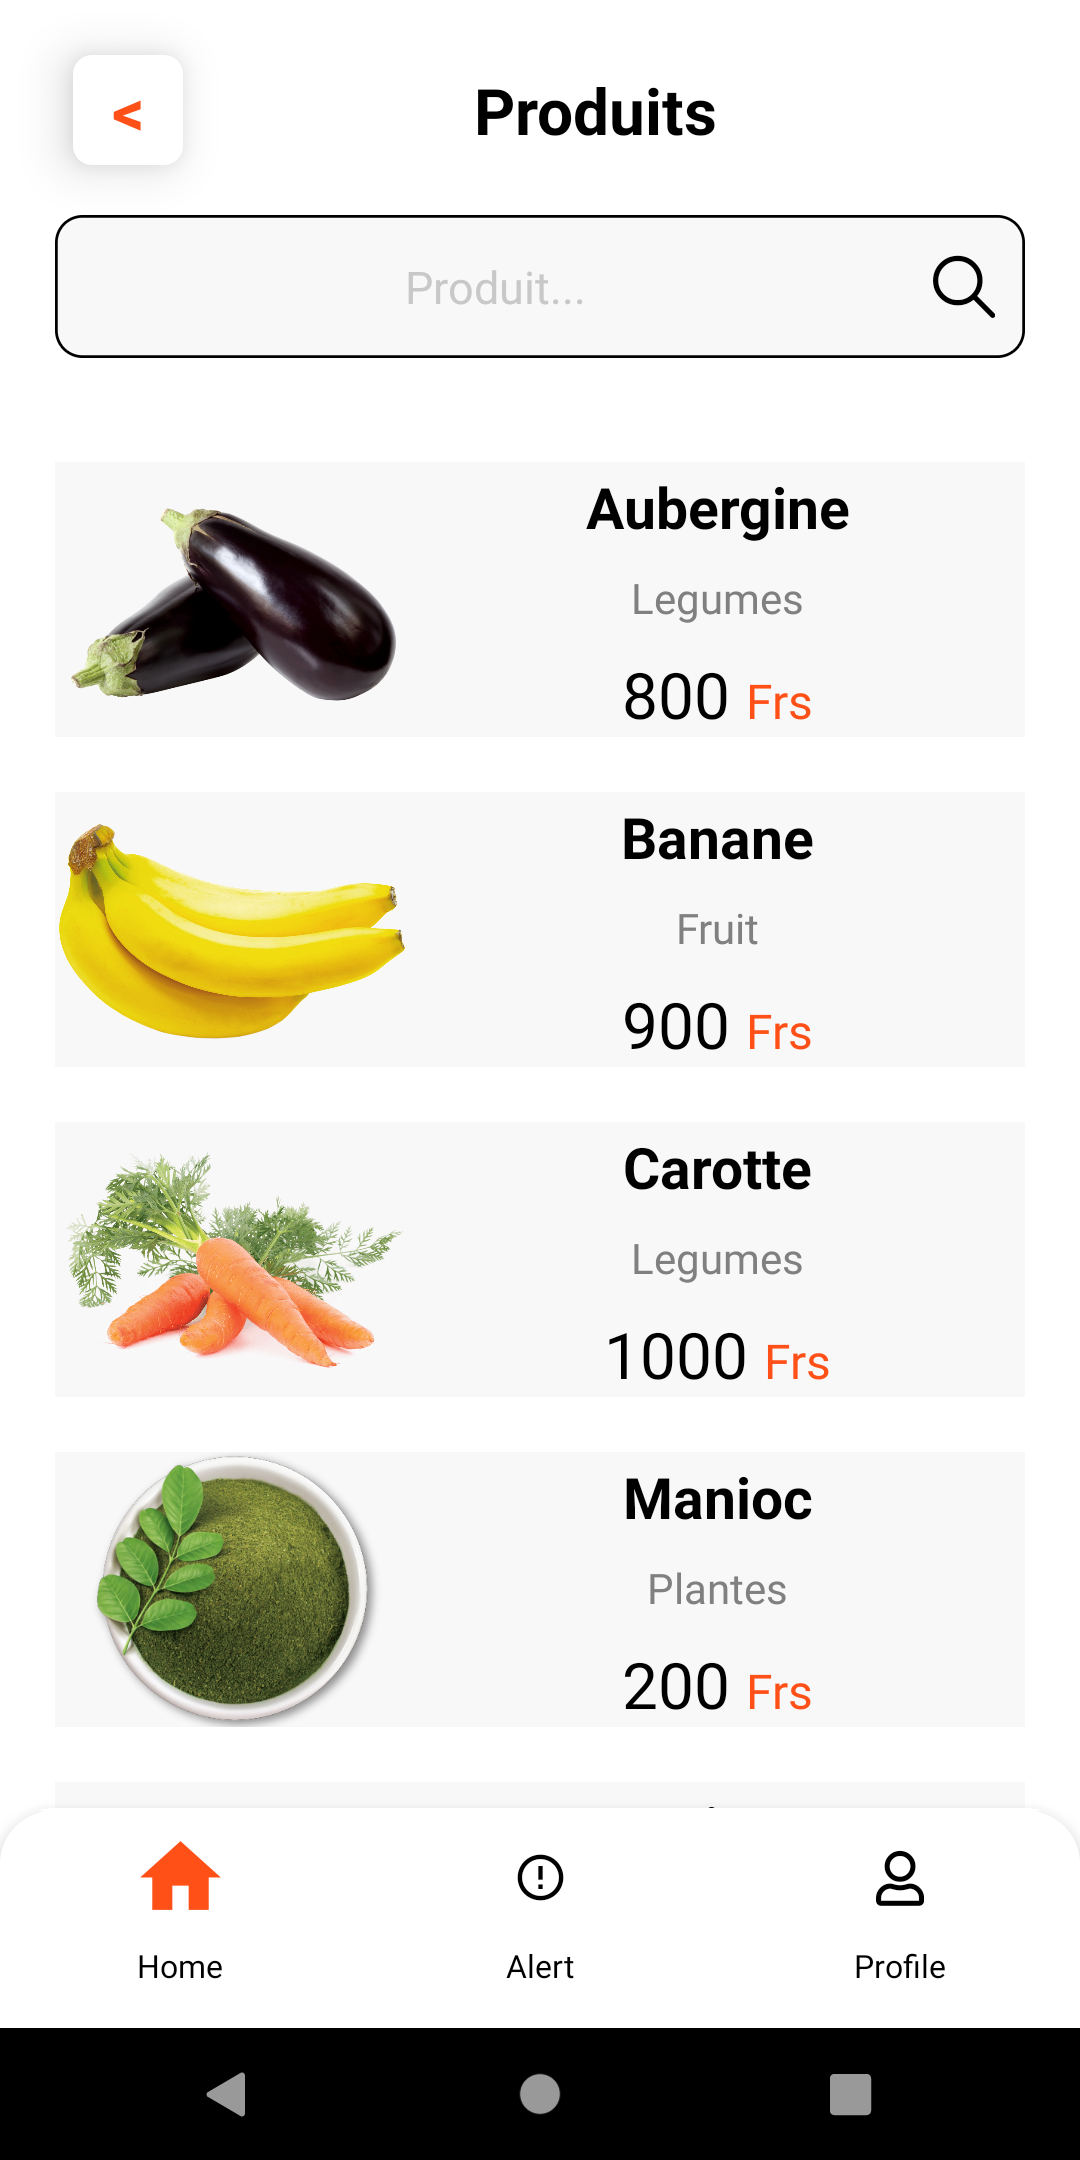 <
Produits
Produit...
Aubergine
Legumes
800 Frs
Banane
Fruit
900 Frs
Carotte
Legumes
1000 Frs
Manioc
Plantes
200 Frs
Home
Alert
Profile